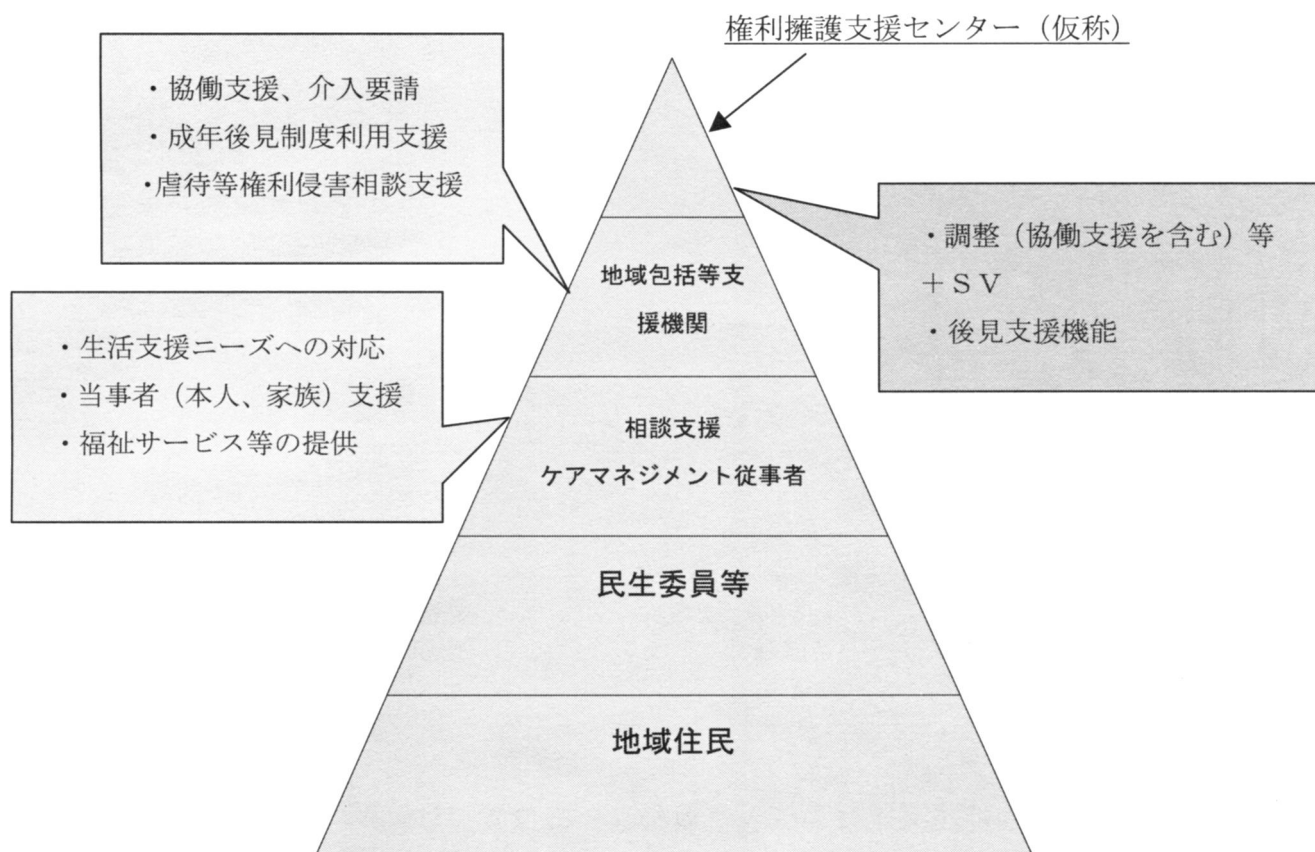 権利擁護支援センター（仮称）
・協働支援、介入要請
・成年後見制度利用支援
・虐待等権利侵害相談支援
・調整（協働支援を含む）等
＋ＳＶ
・後見支援機能
地域包括等支
援機関
・生活支援ニーズへの対応
・当事者（本人、家族）支援
・福祉サービス等の提供
相談支援
ケアマネジメント従事者
民生委員等
地域住民